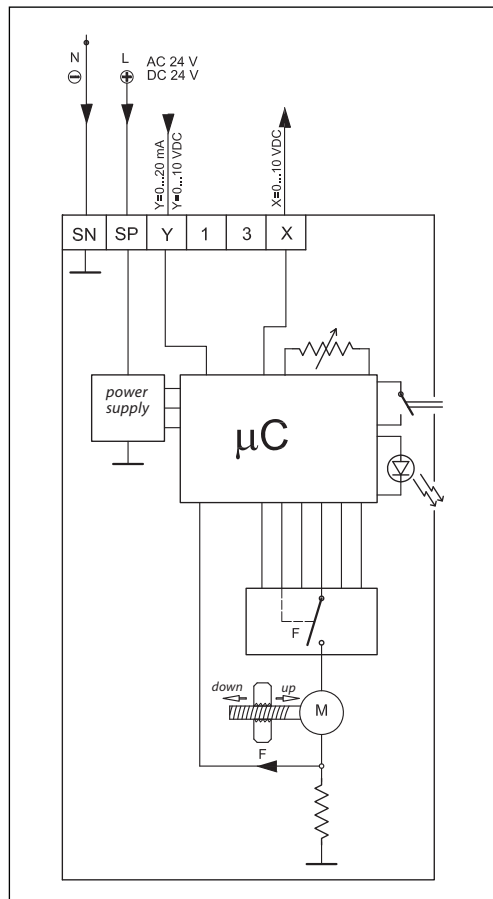 N L AC 24 V
⊖ ⊕ DC 24 V
Y=0...20 mA
Y=0...10 VDC
X=0...10 VDC
SN SP Y 1 3 X
power
supply
μC
F
down up
M
F